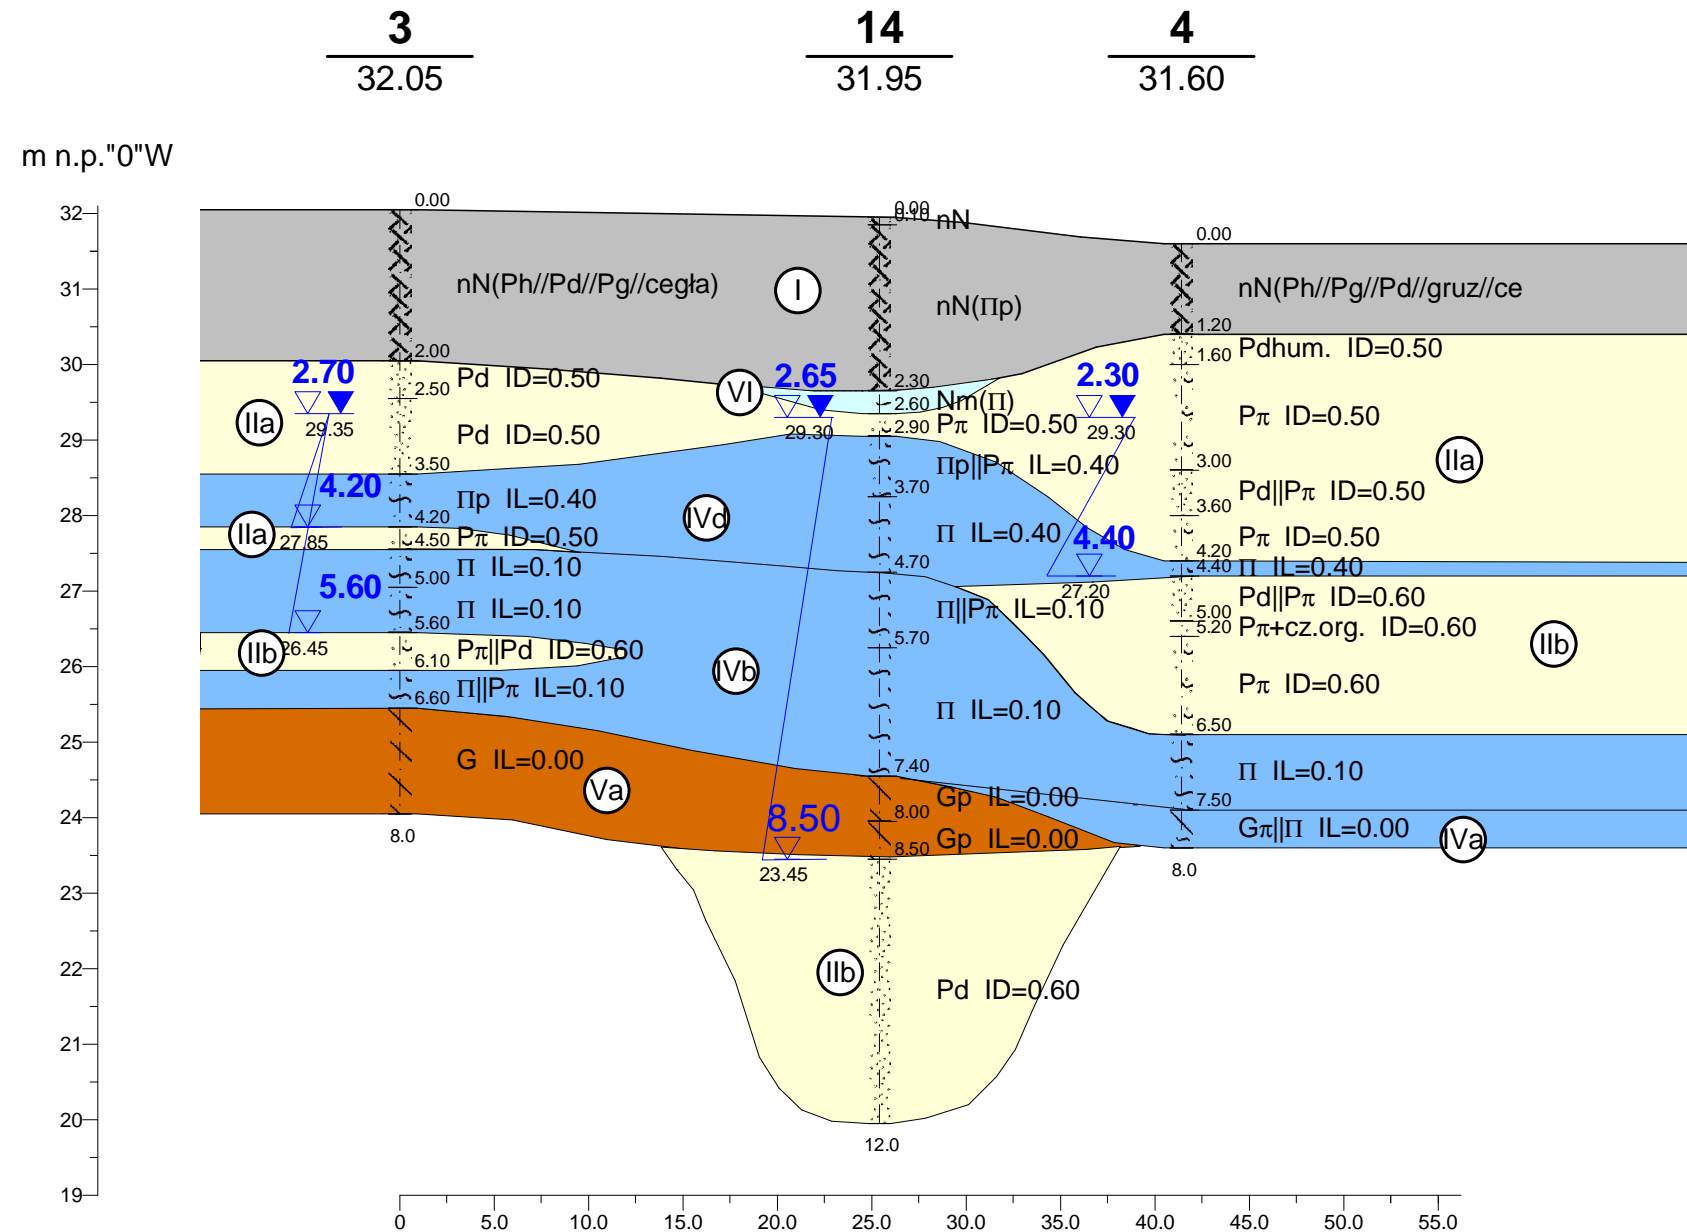 3 14 4
32.05 31.95 31.60
m n.p."0"W
32
31
30
29
28
27
26
25
24
23
22
21
20
19
0.00
2.00
2.50
3.50
4.20
4.50
5.00
5.60
6.10
6.60
8.0
nN(Ph//Pd//Pg//cegła)
Pd ID=0.50
Pd ID=0.50
Πp IL=0.40
Pπ ID=0.50
Π IL=0.10
Π IL=0.10
Pπ||Pd ID=0.60
Π||Pπ IL=0.10
G IL=0.00
2.70
29.35
4.20
27.85
5.60
26.45
IIa
IIa
IIb
I
VI
IVd
IVb
Va
IIb
0.00
0.10
2.30
2.60
2.90
3.70
4.70
5.70
7.40
8.00
8.50
12.0
nN
nN(Πp)
Nm(Π)
Pπ ID=0.50
Πp||Pπ IL=0.40
Π IL=0.40
Π||Pπ IL=0.10
Π IL=0.10
Gp IL=0.00
Gp IL=0.00
Pd ID=0.60
2.65
29.30
8.50
23.45
2.30
29.30
4.40
27.20
0.00
1.20
1.60
3.00
3.60
4.20
4.40
5.00
5.20
6.50
7.50
8.0
nN(Ph//Pg//Pd//gruz//ce
Pdhum. ID=0.50
Pπ ID=0.50
Pd||Pπ ID=0.50
Pπ ID=0.50
Π IL=0.40
Pd||Pπ ID=0.60
Pπ+cz.org. ID=0.60
Pπ ID=0.60
Π IL=0.10
Gπ||Π IL=0.00
IIa
IIb
IVa
0 5.0 10.0 15.0 20.0 25.0 30.0 35.0 40.0 45.0 50.0 55.0